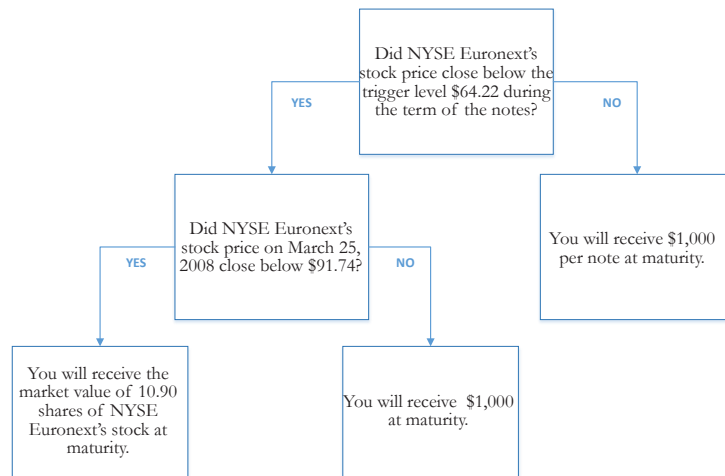 Did NYSE Euronext's
stock price close below the
trigger level $64.22 during
the term of the notes?
YES
NO
Did NYSE Euronext's
stock price on March 25,
2008 close below $91.74?
You will receive $1,000
per note at maturity.
YES
NO
You will receive the
market value of 10.90
shares of NYSE
Euronext's stock at
maturity.
You will receive $1,000
at maturity.